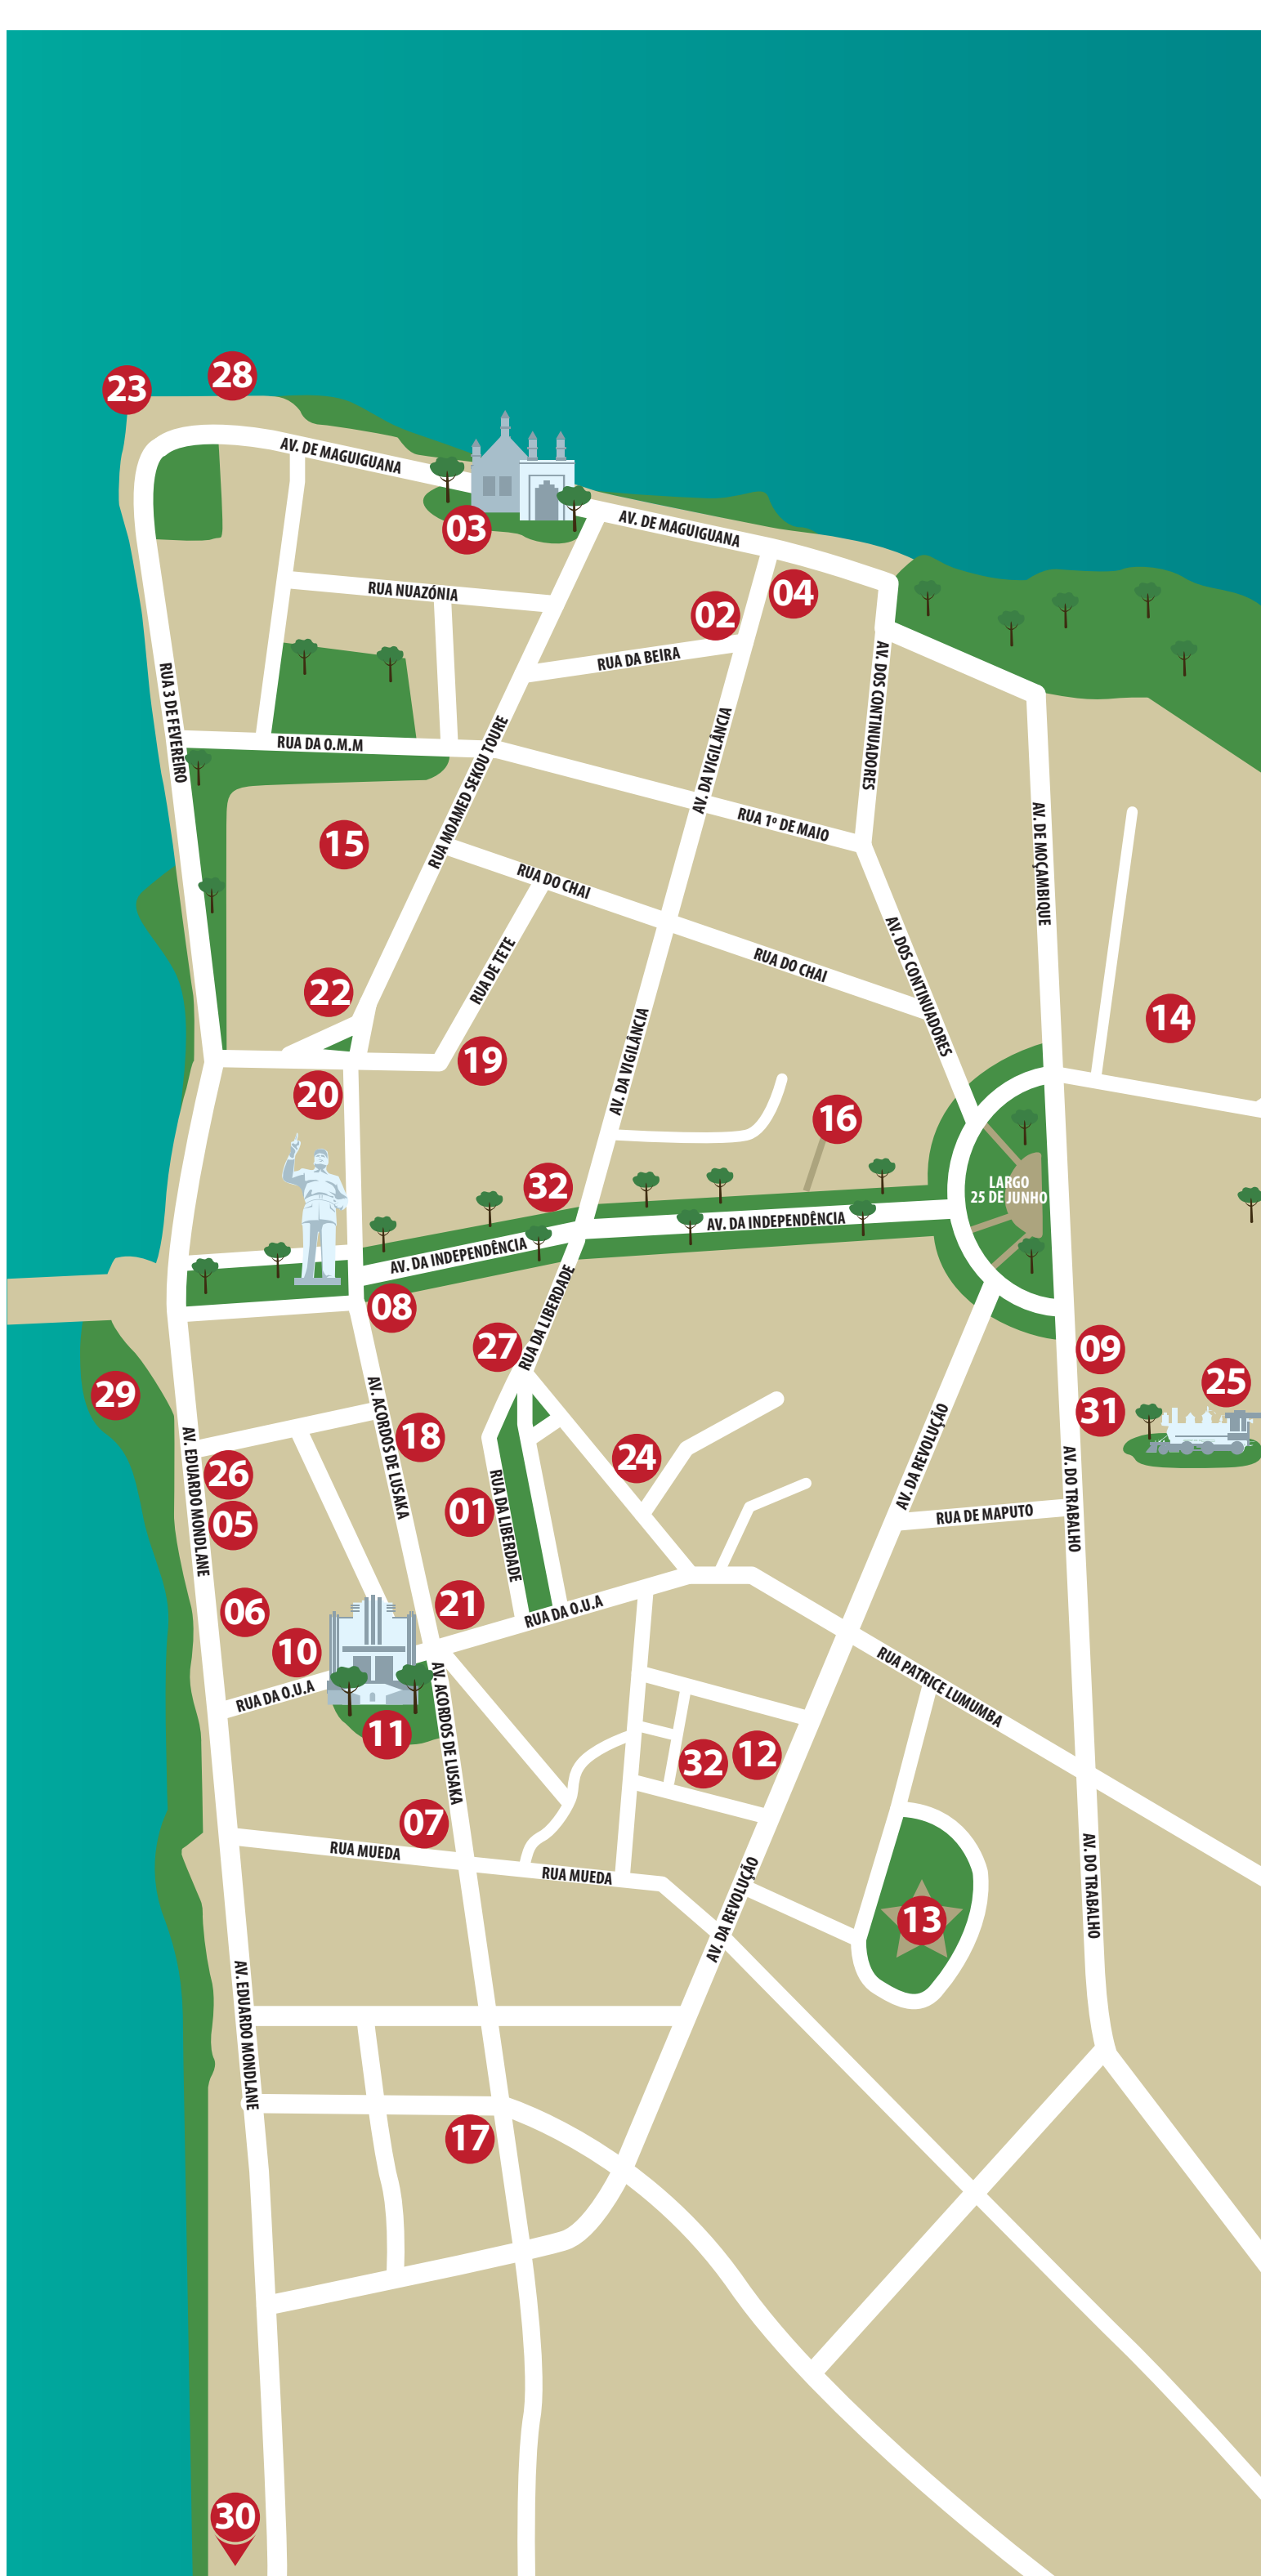 28
23
AV. DE MAGUIGUANA
03
AV. DE MAGUIGUANA
04
02
RUA NUAZÓNIA
RUA DA BEIRA
AV. DOS CONTINUADORES
RUA 3 DE FEVEREIRO
RUA DA O.M.M
RUA MOAMED SEKOU TOURE
AV. DA VIGILÂNCIA
RUA 1º DE MAIO
15
AV. DE MOÇAMBIQUE
RUA DO CHAI
RUA DO CHAI
RUA DE TETE
AV. DOS CONTINUADORES
22
14
19
AV. DA VIGILÂNCIA
20
16
32
LARGO
25 DE JUNHO
AV. DA INDEPENDÊNCIA
AV. DA INDEPENDÊNCIA
08
RUA DA LIBERDADE
27
09
25
29
31
AV. ACORDOS DE LUSAKA
18
24
AV. DA REVOLUÇÃO
26
AV. EDUARDO MONDLANE
AV. DO TRABALHO
01
RUA DA LIBERDADE
RUA DE MAPUTO
05
21
06
RUA DA O.U.A
10
RUA DA O.U.A
RUA PATRICE LUMUMBA
11
AV. ACORDOS DE LUSAKA
12
32
07
RUA MUEDA
RUA MUEDA
AV. DO TRABALHO
AV. DA REVOLUÇÃO
13
AV. EDUARDO MONDLANE
17
30